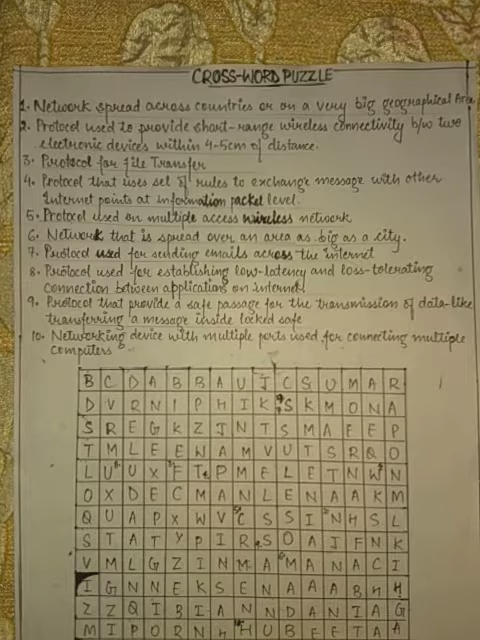 CROSS-WORD PUZZLE
1. Network spread across countries or on a very big geographical Area
2. Protocol used to provide short-range wireless connectivity b/w two
electronic devices within 4-5cm of distance.
3. Protocol for file Transfer
4. Protocol that uses set of rules to exchange message with other
Internet points at information packet level.
5. Protocol used on multiple access wireless network
6. Network that is spread over an area as big as a city.
7. Protocol used for sending emails across the internet
8. Protocol used for establishing low-latency and loss-tolerating
connection between applications on internet
9. Protocol that provide a safe passage for the transmission of data-like
transferring a message inside locked safe
10. Networking device with multiple ports used for connecting multiple
computers
B C D A B B A U J C S U M A R
D V R N I P H I K S K M O N A
S R E G K Z J N T S M A F E P
T M L E E W A M V U T S R Q O
L U U X F T P M E L E T N W N
O X D E C M A N L E N A A K M
Q U A P X W V C S S I N H S L
S T A T Y P I R S O A J F N K
V M L G Z I N M A M A N A C I
I G N N E K S E N A A A B H H
Z Z Q I B I A N N D A N I A G
M I P O R N H H U B F E T A A